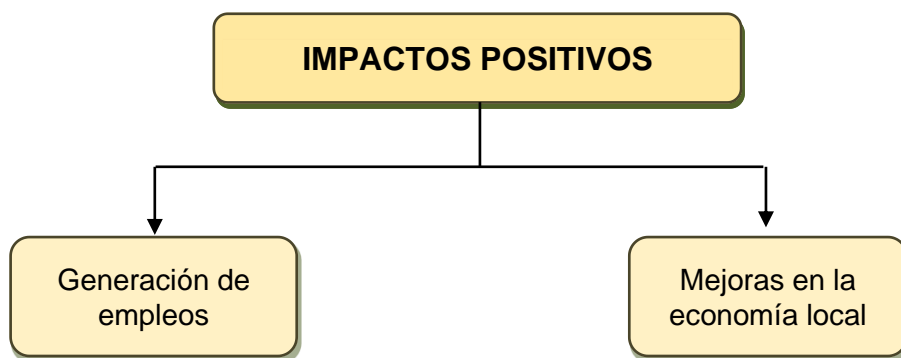 IMPACTOS POSITIVOS
Generación de
empleos
Mejoras en la
economía local